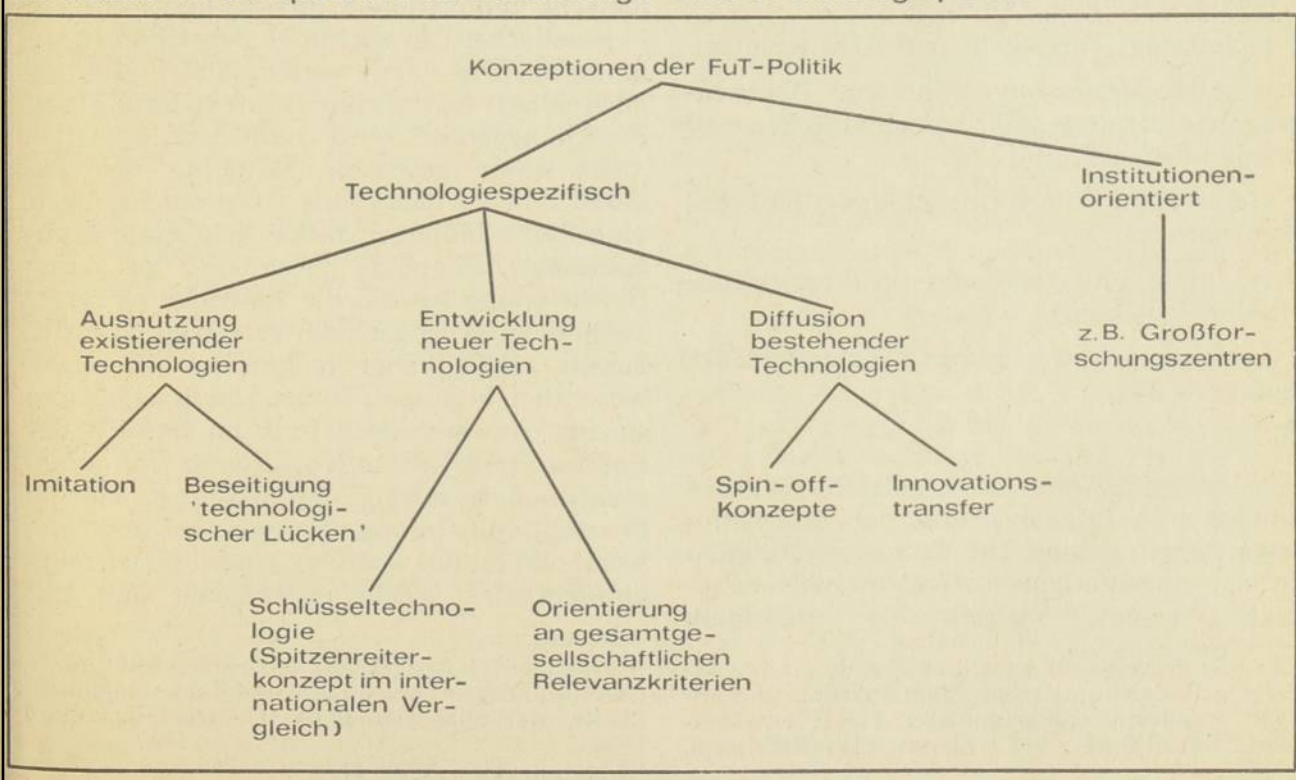 Konzeptionen der FuT-Politik
Technologiespezifisch
Institutionen-
orientiert
Ausnutzung
existierender
Technologien
Entwicklung
neuer Tech-
nologien
Diffusion
bestehender
Technologien
z.B. Großfor-
schungszentren
Imitation
Beseitigung
'technologi-
scher Lücken'
Spin-off-
Konzepte
Innovations-
transfer
Schlüsseltechno-
logie
(Spitzenreiter-
konzept im inter-
nationalen Ver-
gleich)
Orientierung
an gesamtge-
sellschaftlichen
Relevanzkriterien